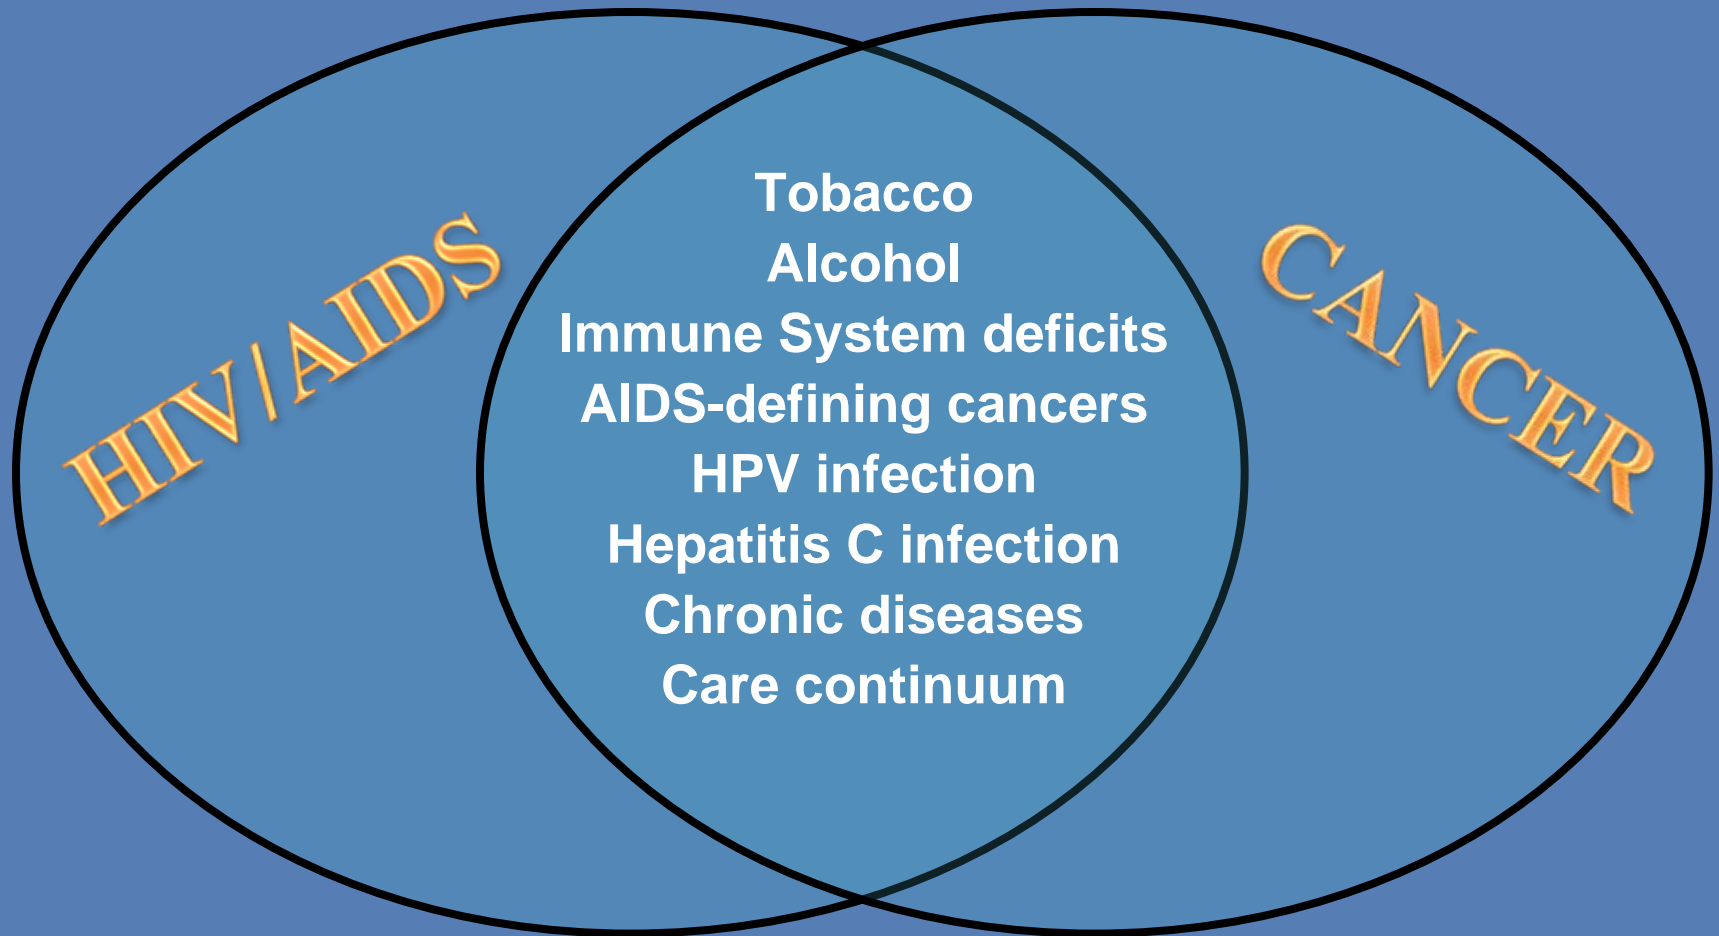 HIV/AIDS
CANCER
Tobacco
Alcohol
Immune System deficits
AIDS-defining cancers
HPV infection
Hepatitis C infection
Chronic diseases
Care continuum